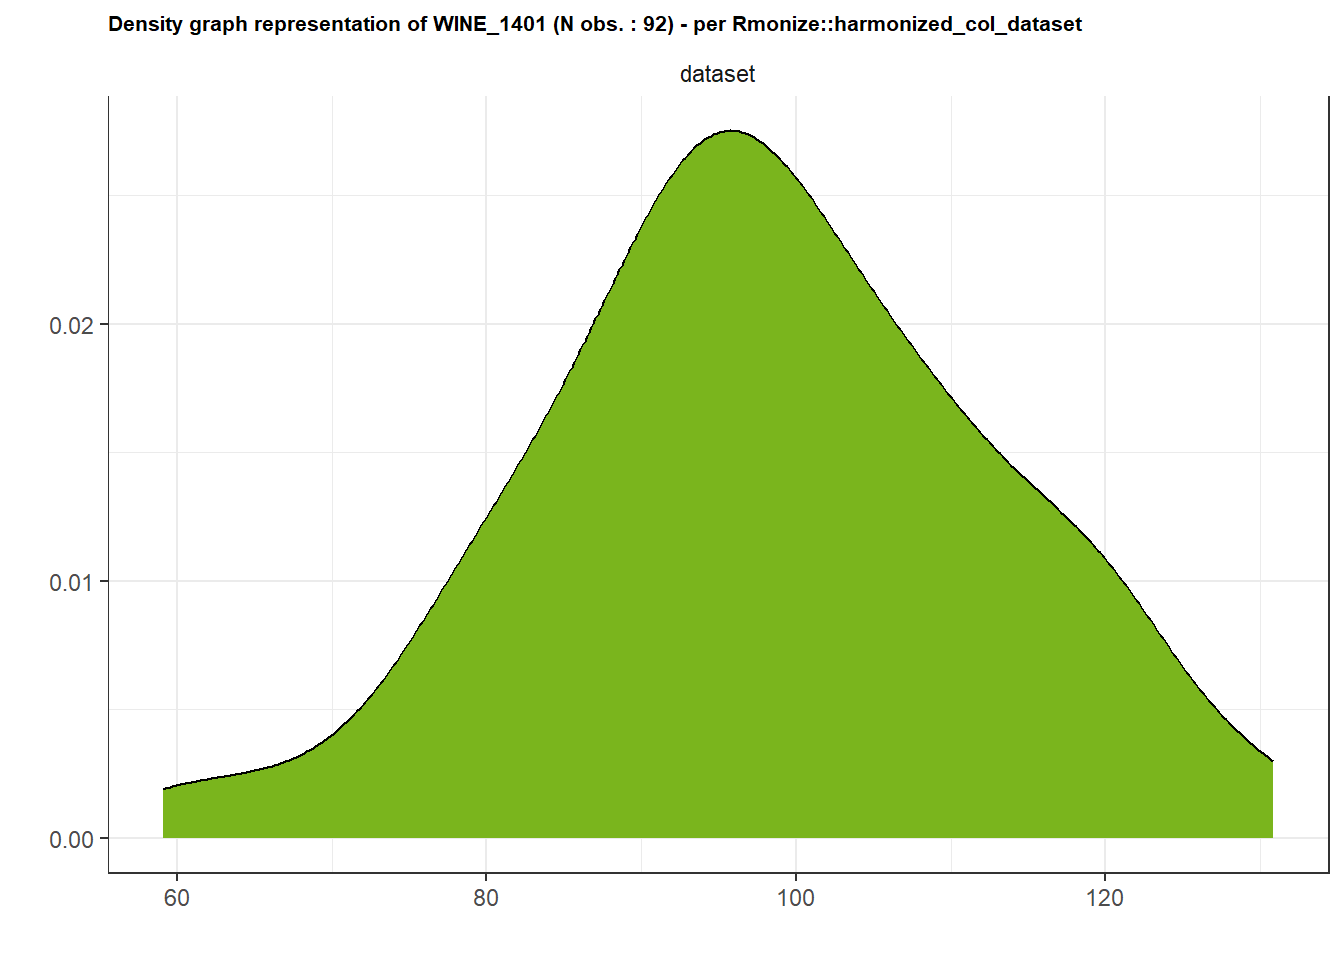 Density graph representation of WINE_1401 (N obs. : 92) - per Rmonize::harmonized_col_dataset
dataset
0.02
0.01
0.00
60 80 100 120